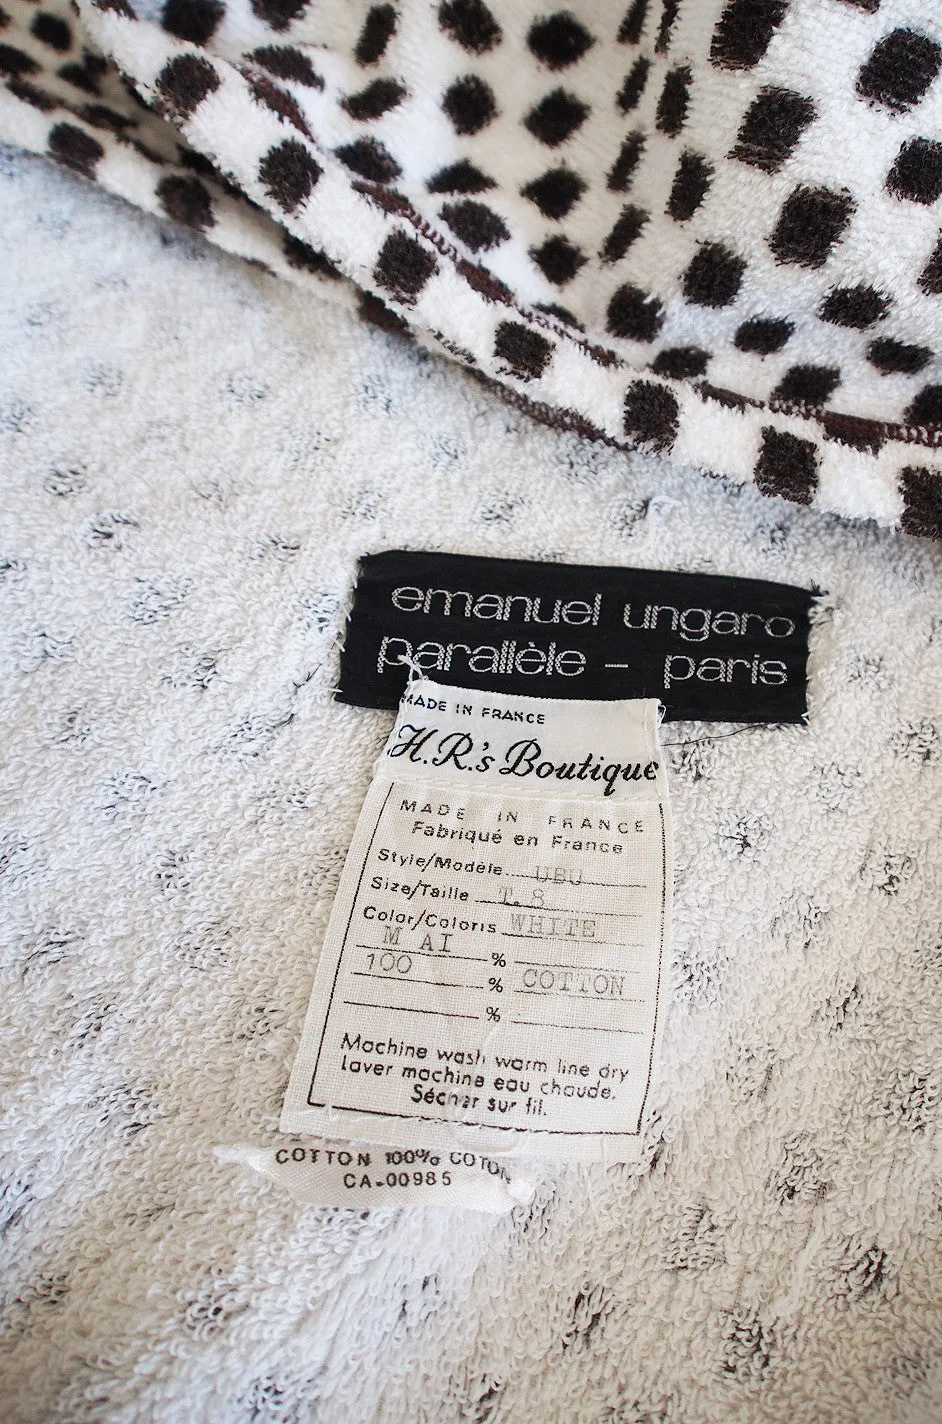 emanuel ungaro
parallèle - paris
MADE IN FRANCE
H.R.'s Boutique
MADE IN FRANCE
Fabriqué en France
Style/Modèle UBU
Size/Taille T.8
Color/Coloris WHITE
M AI %
100 % COTTON
%
Machine wash warm line dry
laver machine eau chaude.
Sécher sur fil.
COTTON 100% COTON
CA-00985